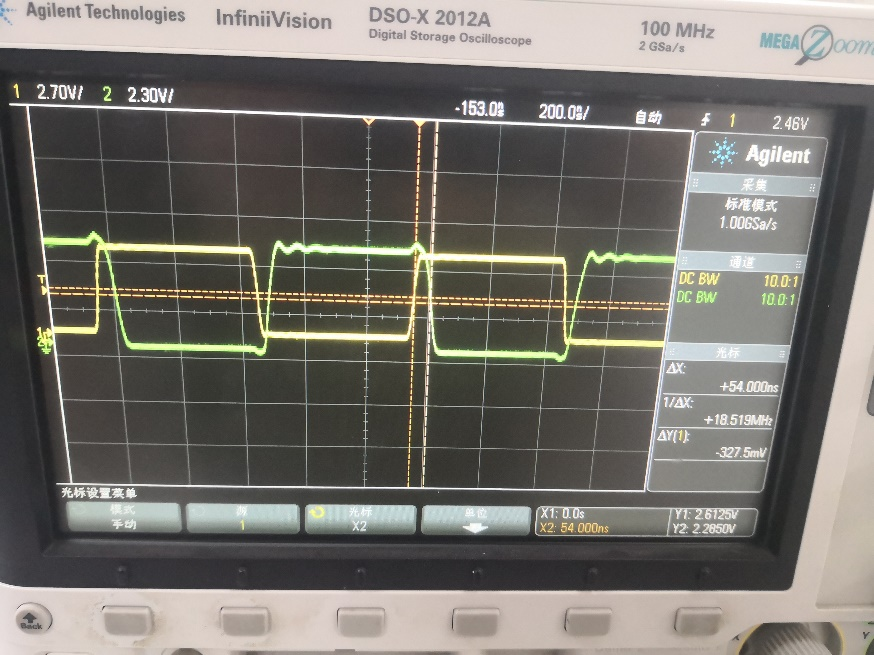 Agilent Technologies InfiniiVision DSO-X 2012A
Digital Storage Oscilloscope
100 MHz
2 GSa/s
MEGA Zoom
1 2.70V/ 2 2.30V/ -153.0ns 200.0ns/ 自动 1 2.46V
Agilent
采集
标准模式
1.00GSa/s
通道
DC BW 10.0:1
DC BW 10.0:1
光标
ΔX:
+54.000ns
1/ΔX:
+18.519MHz
ΔY(1):
-327.5mV
T
光标设置菜单
模式
手动
源
1
光标
X2
单位
X1: 0.0s
X2: 54.000ns
Y1: 2.6125V
Y2: 2.2850V
Back
X
Y